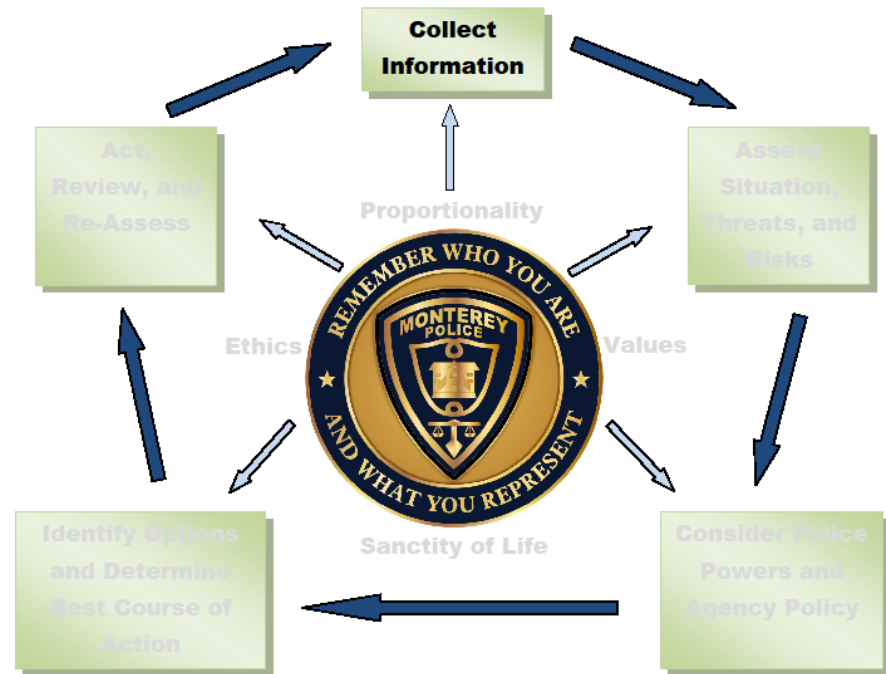 Collect
Information
Act,
Review, and
Re-Assess
Assess
Situation,
Threats, and
Risks
Proportionality
REMEMBER WHO YOU ARE
MONTEREY
POLICE
Ethics
Values
AND WHAT YOU REPRESENT
Sanctity of Life
Identify Options
and Determine
Best Course of
Action
Consider Police
Powers and
Agency Policy